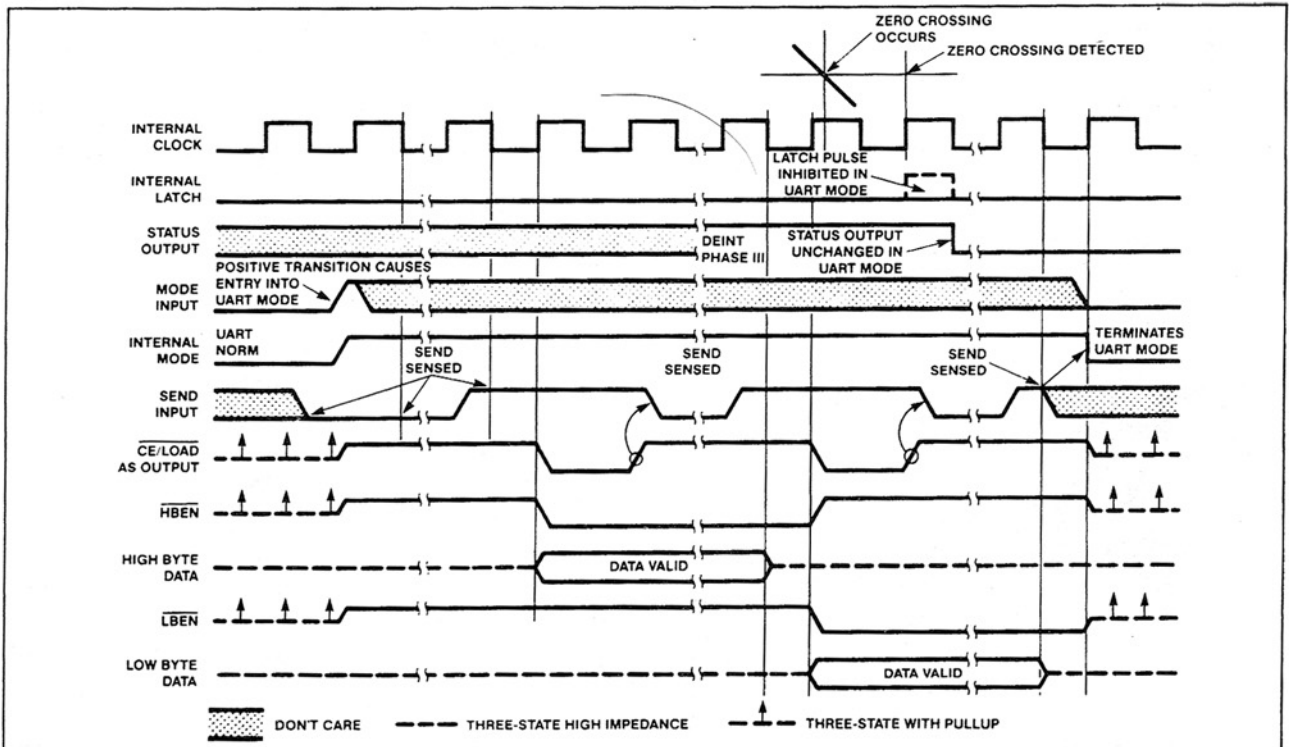 ZERO CROSSING
OCCURS
ZERO CROSSING DETECTED
INTERNAL
CLOCK
LATCH PULSE
INHIBITED IN
UART MODE
INTERNAL
LATCH
STATUS
OUTPUT
DEINT
PHASE III
STATUS OUTPUT
UNCHANGED IN
UART MODE
POSITIVE TRANSITION CAUSES
ENTRY INTO
UART MODE
MODE
INPUT
INTERNAL
MODE
UART
NORM
SEND
SENSED
SEND
SENSED
SEND
SENSED
TERMINATES
UART MODE
SEND
INPUT
CE/LOAD
AS OUTPUT
HBEN
HIGH BYTE
DATA
DATA VALID
LBEN
LOW BYTE
DATA
DATA VALID
DON'T CARE
THREE-STATE HIGH IMPEDANCE
THREE-STATE WITH PULLUP